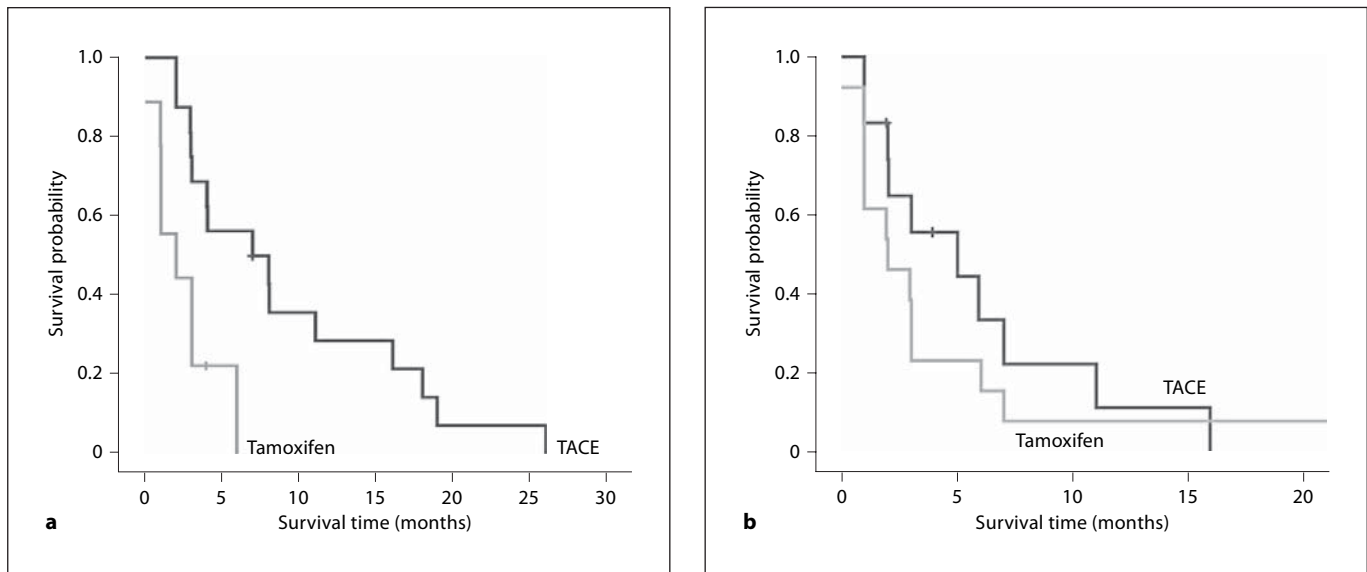 1.0
0.8
0.6
0.4
0.2
0
Survival probability
Tamoxifen
TACE
0 5 10 15 20 25 30
a
Survival time (months)
1.0
0.8
0.6
0.4
0.2
0
Survival probability
TACE
Tamoxifen
0 5 10 15 20
b
Survival time (months)